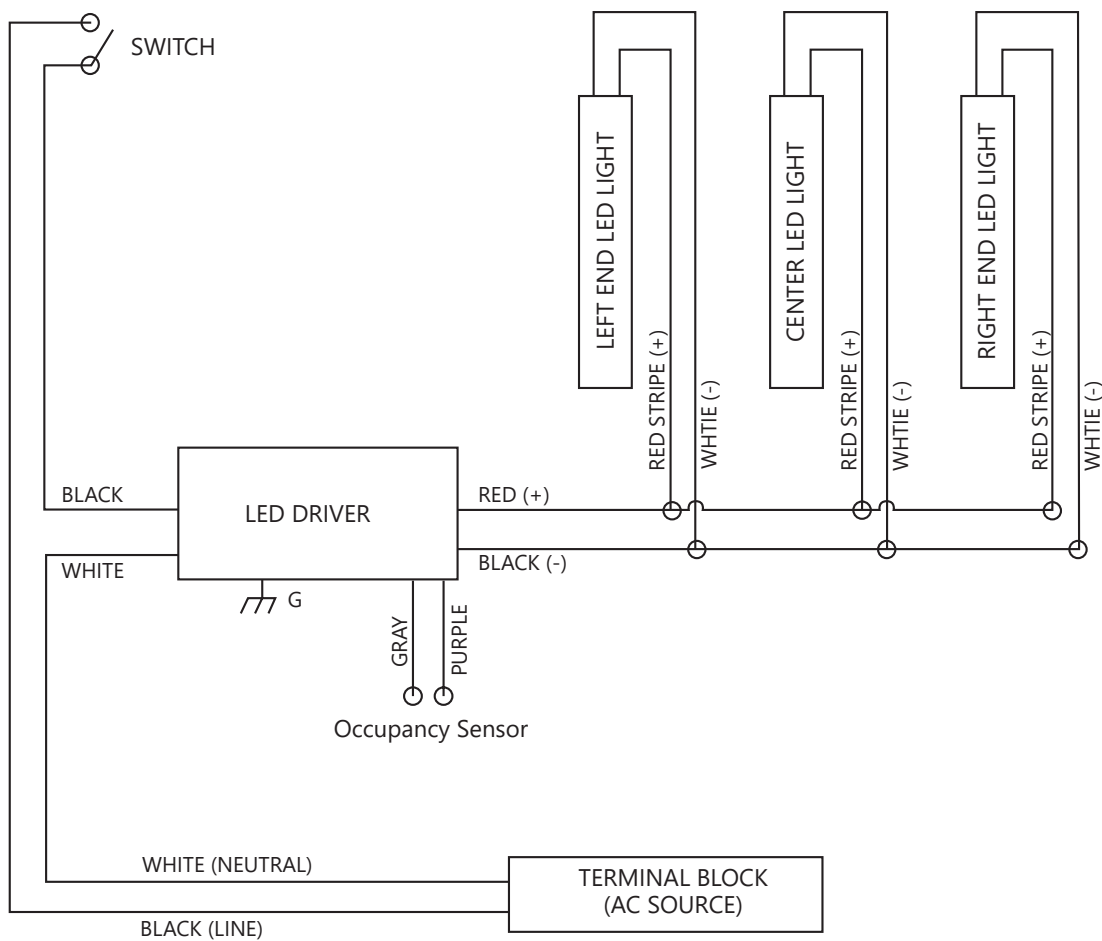 SWITCH
LEFT END LED LIGHT
CENTER LED LIGHT
RIGHT END LED LIGHT
RED STRIPE (+)
WHTIE (-)
RED STRIPE (+)
WHTIE (-)
RED STRIPE (+)
WHTIE (-)
BLACK
LED DRIVER
RED (+)
WHITE
BLACK (-)
G
GRAY
PURPLE
Occupancy Sensor
WHITE (NEUTRAL)
TERMINAL BLOCK
(AC SOURCE)
BLACK (LINE)